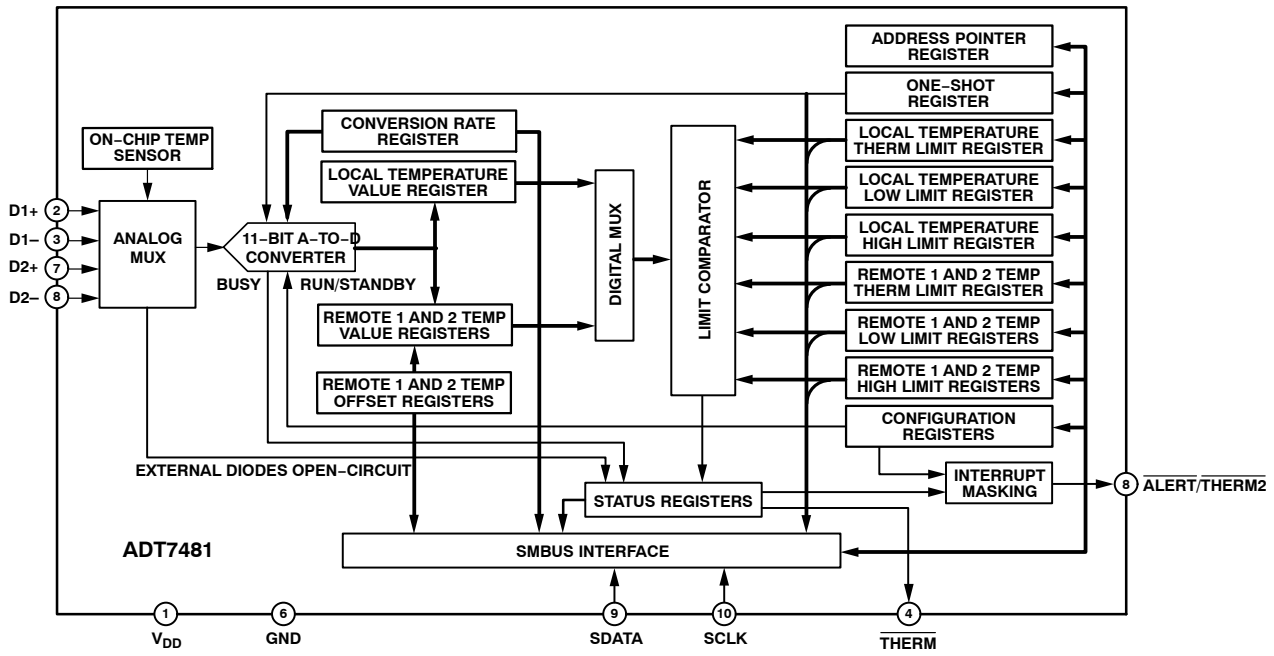 ADDRESS POINTER
REGISTER
ONE−SHOT
REGISTER
CONVERSION RATE
REGISTER
LOCAL TEMPERATURE
THERM LIMIT REGISTER
ON−CHIP TEMP
SENSOR
LOCAL TEMPERATURE
VALUE REGISTER
LOCAL TEMPERATURE
LOW LIMIT REGISTER
D1+ 2
D1− 3
D2+ 7
D2− 8
ANALOG
MUX
11−BIT A−TO−D
CONVERTER
BUSY
RUN/STANDBY
DIGITAL MUX
LIMIT COMPARATOR
LOCAL TEMPERATURE
HIGH LIMIT REGISTER
REMOTE 1 AND 2 TEMP
THERM LIMIT REGISTER
REMOTE 1 AND 2 TEMP
VALUE REGISTERS
REMOTE 1 AND 2 TEMP
LOW LIMIT REGISTERS
REMOTE 1 AND 2 TEMP
OFFSET REGISTERS
REMOTE 1 AND 2 TEMP
HIGH LIMIT REGISTERS
CONFIGURATION
REGISTERS
EXTERNAL DIODES OPEN−CIRCUIT
INTERRUPT
MASKING
8 ALERT/THERM2
STATUS REGISTERS
ADT7481
SMBUS INTERFACE
1
VDD
6
GND
9
SDATA
10
SCLK
4
THERM